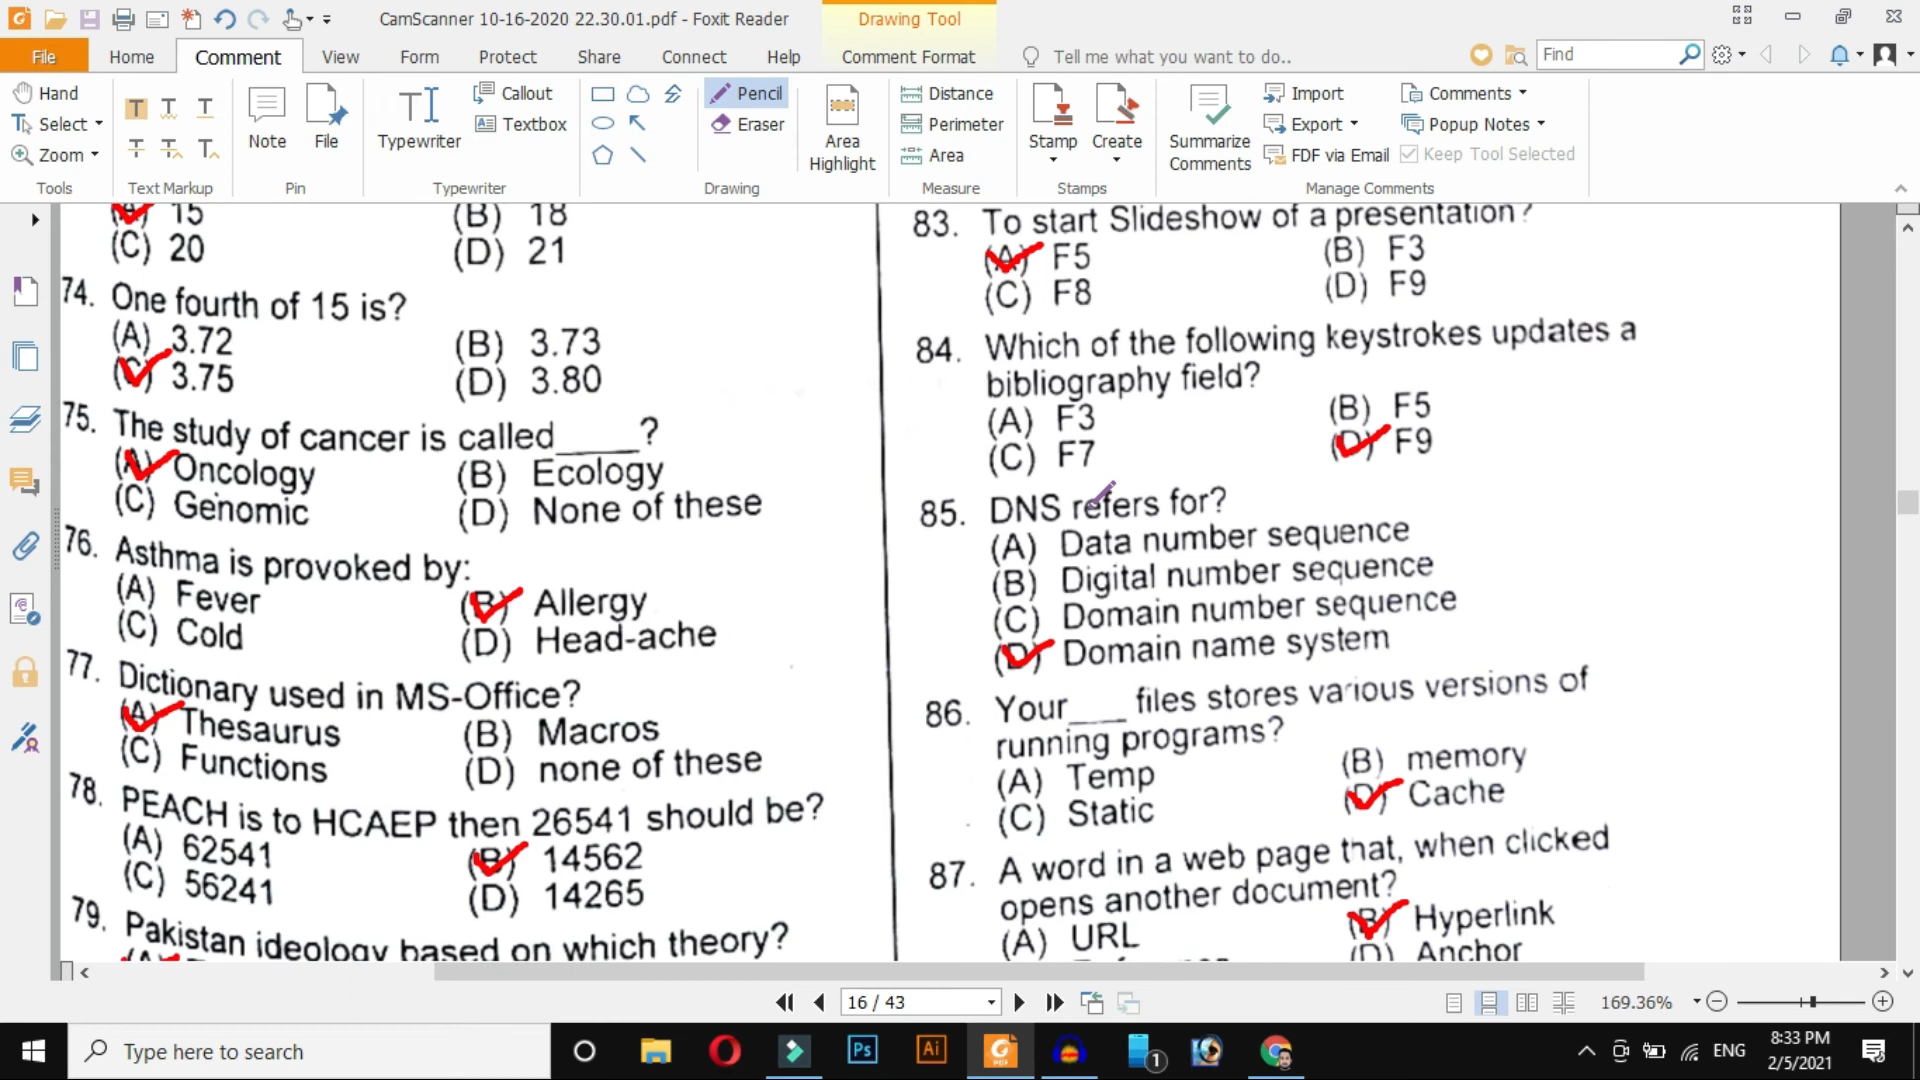 CamScanner 10-16-2020 22.30.01.pdf - Foxit Reader
Drawing Tool
File
Home
Comment
View
Form
Protect
Share
Connect
Help
Comment Format
Tell me what you want to do..
Find
Hand
Select
Zoom
Tools
Text Markup
Note
File
Pin
Typewriter
Callout
Textbox
Typewriter
Pencil
Eraser
Drawing
Area
Highlight
Distance
Perimeter
Area
Measure
Stamp
Create
Stamps
Summarize
Comments
Import
Export
FDF via Email
Comments
Popup Notes
Keep Tool Selected
Manage Comments
(A) 15 (B) 18
(C) 20 (D) 21
74. One fourth of 15 is?
(A) 3.72 (B) 3.73
(C) 3.75 (D) 3.80
75. The study of cancer is called____?
(A) Oncology (B) Ecology
(C) Genomic (D) None of these
76. Asthma is provoked by:
(A) Fever (B) Allergy
(C) Cold (D) Head-ache
77. Dictionary used in MS-Office?
(A) Thesaurus (B) Macros
(C) Functions (D) none of these
78. PEACH is to HCAEP then 26541 should be?
(A) 62541 (B) 14562
(C) 56241 (D) 14265
79. Pakistan ideology based on which theory?
83. To start Slideshow of a presentation?
(A) F5 (B) F3
(C) F8 (D) F9
84. Which of the following keystrokes updates a
bibliography field?
(A) F3 (B) F5
(C) F7 (D) F9
85. DNS refers for?
(A) Data number sequence
(B) Digital number sequence
(C) Domain number sequence
(D) Domain name system
86. Your___ files stores various versions of
running programs?
(A) Temp (B) memory
(C) Static (D) Cache
87. A word in a web page that, when clicked
opens another document?
(A) URL (B) Hyperlink
(D) Anchor
16 / 43
169.36%
Type here to search
Ps
Ai
1
ENG
8:33 PM
2/5/2021